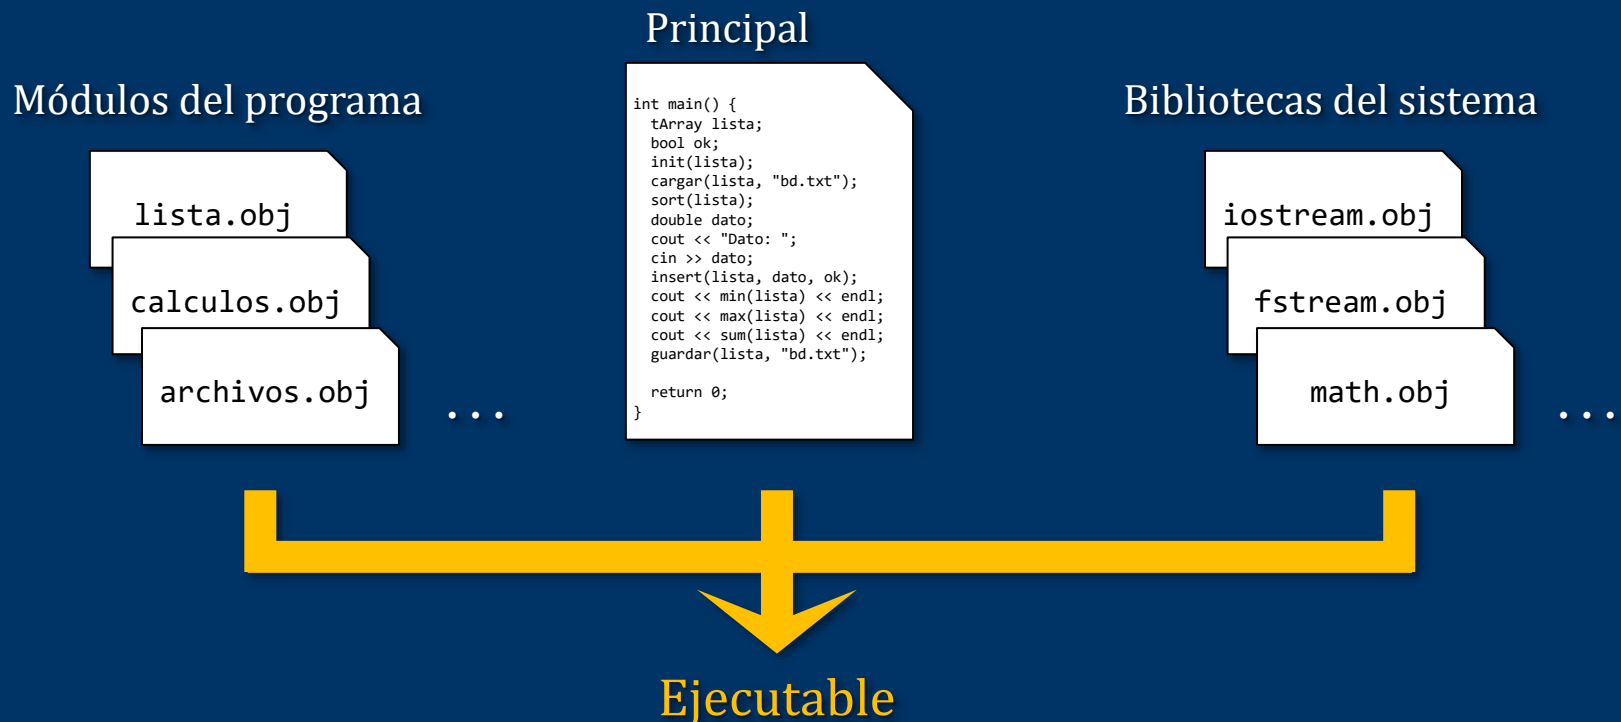 Principal
Módulos del programa
lista.obj
calculos.obj
archivos.obj
...
int main() {
tArray lista;
bool ok;
init(lista);
cargar(lista, "bd.txt");
sort(lista);
double dato;
cout << "Dato: ";
cin >> dato;
insert(lista, dato, ok);
cout << min(lista) << endl;
cout << max(lista) << endl;
cout << sum(lista) << endl;
guardar(lista, "bd.txt");
return 0;
}
Bibliotecas del sistema
iostream.obj
fstream.obj
math.obj
...
Ejecutable